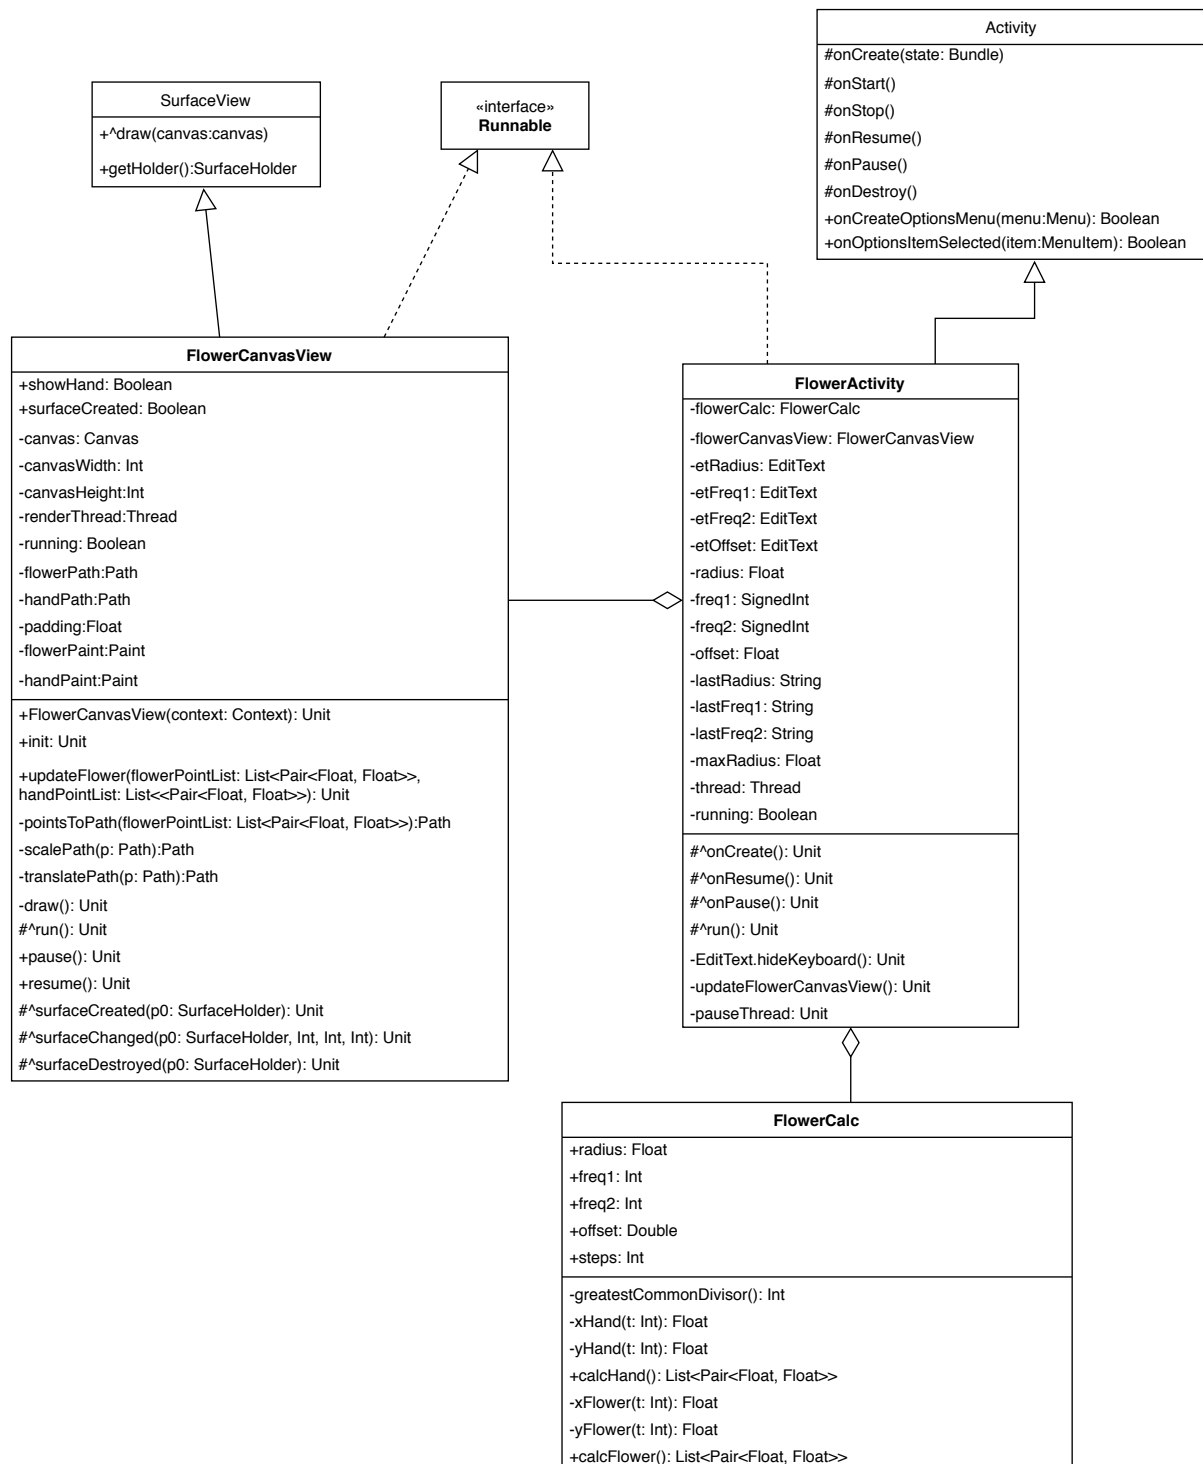 Activity
#onCreate(state: Bundle)
#onStart()
#onStop()
#onResume()
#onPause()
#onDestroy()
+onCreateOptionsMenu(menu:Menu): Boolean
+onOptionsItemSelected(item:MenuItem): Boolean
SurfaceView
+^draw(canvas:canvas)
+getHolder():SurfaceHolder
«interface»
Runnable
FlowerCanvasView
+showHand: Boolean
+surfaceCreated: Boolean
-canvas: Canvas
-canvasWidth: Int
-canvasHeight:Int
-renderThread:Thread
-running: Boolean
-flowerPath:Path
-handPath:Path
-padding:Float
-flowerPaint:Paint
-handPaint:Paint
+FlowerCanvasView(context: Context): Unit
+init: Unit
+updateFlower(flowerPointList: List<Pair<Float, Float>>,
handPointList: List<<Pair<Float, Float>>): Unit
-pointsToPath(flowerPointList: List<Pair<Float, Float>>):Path
-scalePath(p: Path):Path
-translatePath(p: Path):Path
-draw(): Unit
#^run(): Unit
+pause(): Unit
+resume(): Unit
#^surfaceCreated(p0: SurfaceHolder): Unit
#^surfaceChanged(p0: SurfaceHolder, Int, Int, Int): Unit
#^surfaceDestroyed(p0: SurfaceHolder): Unit
FlowerActivity
-flowerCalc: FlowerCalc
-flowerCanvasView: FlowerCanvasView
-etRadius: EditText
-etFreq1: EditText
-etFreq2: EditText
-etOffset: EditText
-radius: Float
-freq1: SignedInt
-freq2: SignedInt
-offset: Float
-lastRadius: String
-lastFreq1: String
-lastFreq2: String
-maxRadius: Float
-thread: Thread
-running: Boolean
#^onCreate(): Unit
#^onResume(): Unit
#^onPause(): Unit
#^run(): Unit
-EditText.hideKeyboard(): Unit
-updateFlowerCanvasView(): Unit
-pauseThread: Unit
FlowerCalc
+radius: Float
+freq1: Int
+freq2: Int
+offset: Double
+steps: Int
-greatestCommonDivisor(): Int
-xHand(t: Int): Float
-yHand(t: Int): Float
+calcHand(): List<Pair<Float, Float>>
-xFlower(t: Int): Float
-yFlower(t: Int): Float
+calcFlower(): List<Pair<Float, Float>>